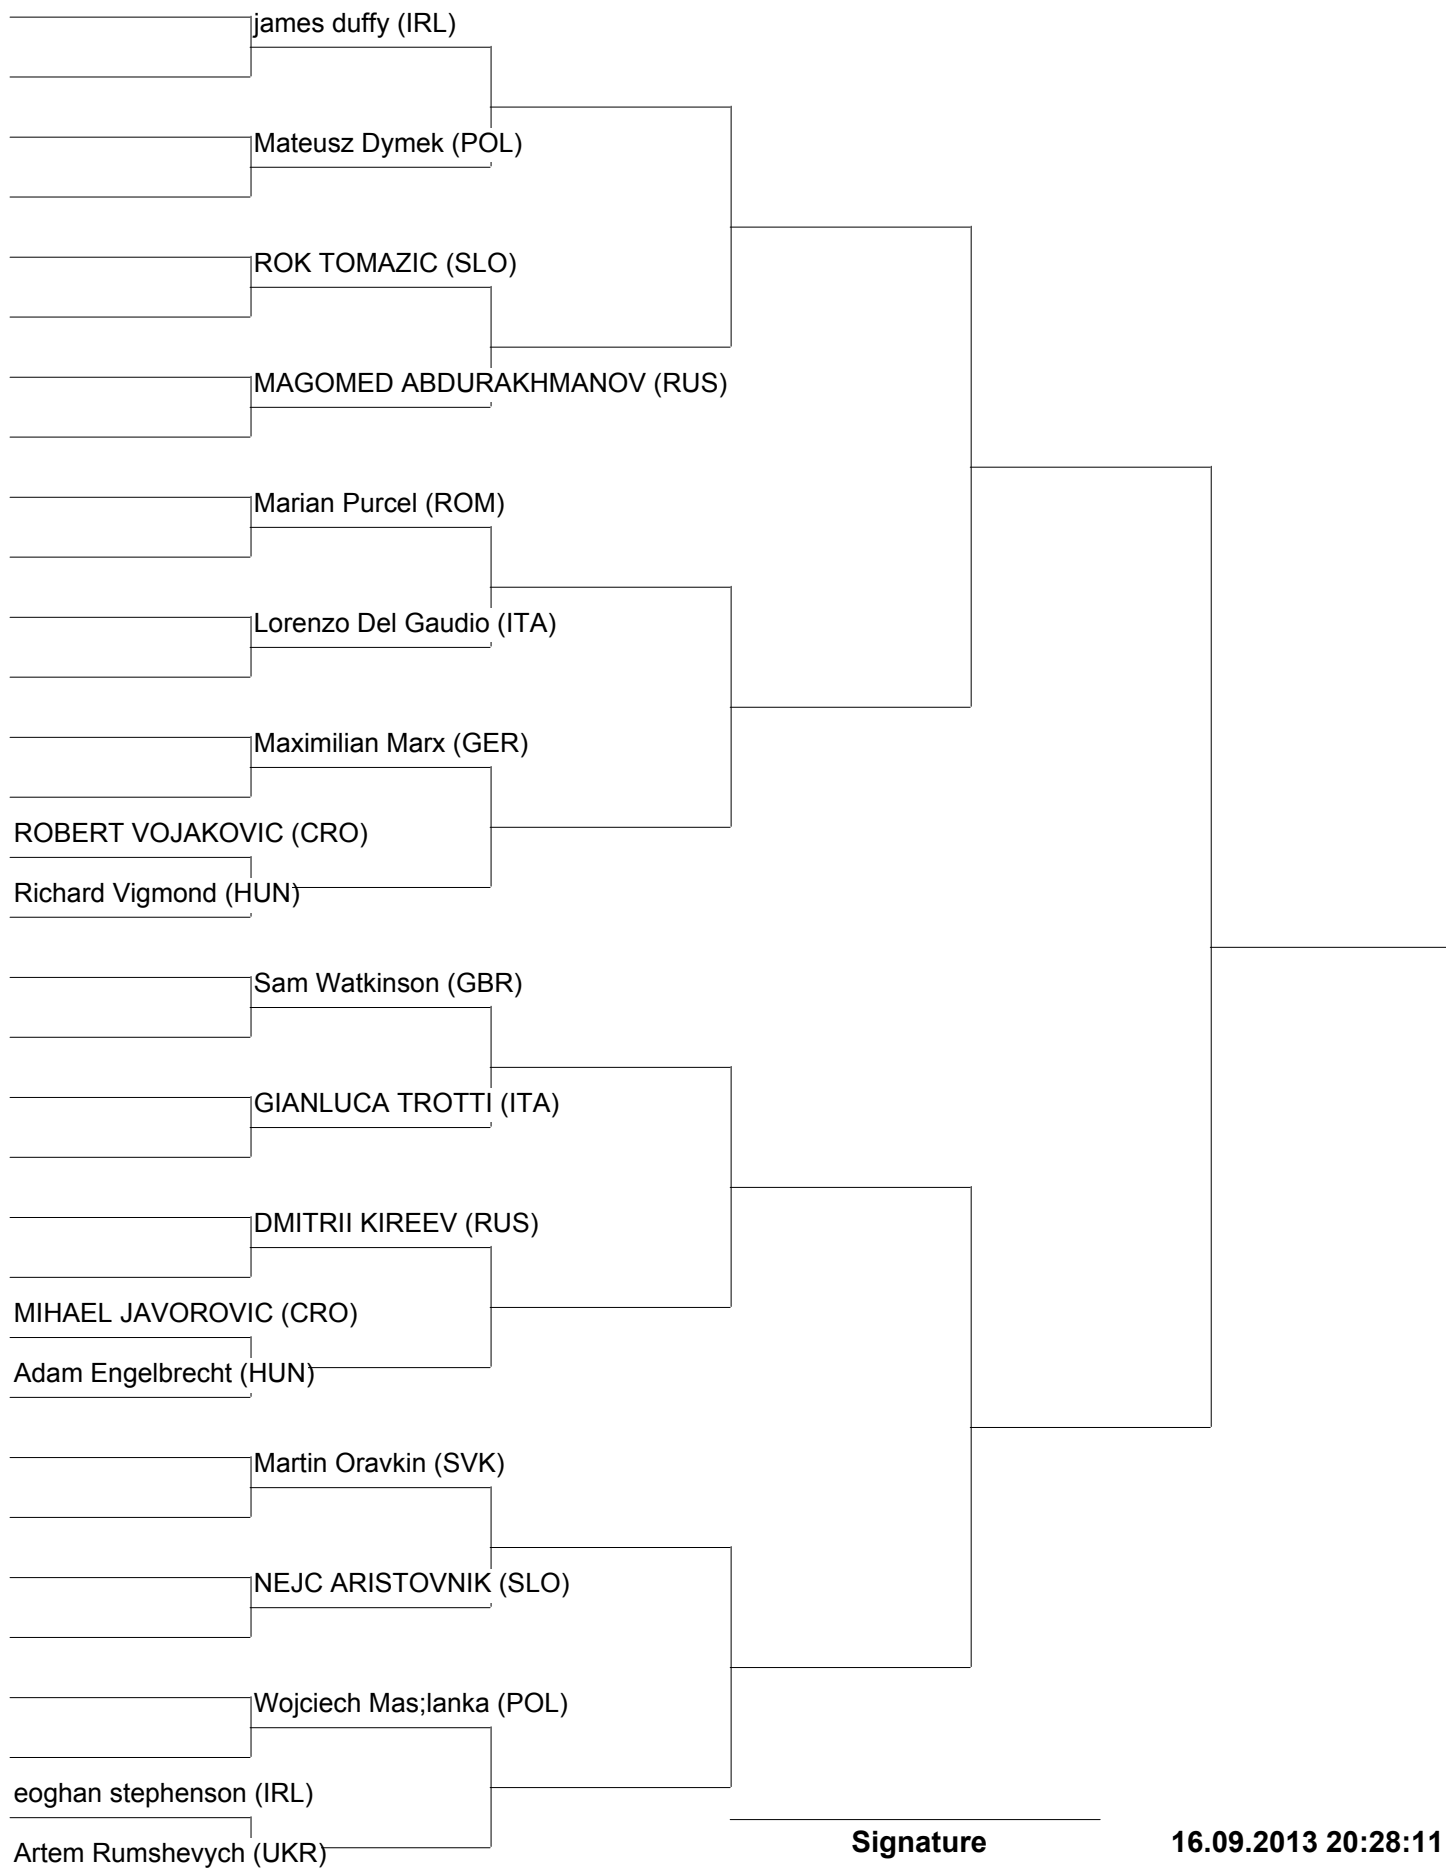 james duffy (IRL)
Mateusz Dymek (POL)
ROK TOMAZIC (SLO)
MAGOMED ABDURAKHMANOV (RUS)
Marian Purcel (ROM)
Lorenzo Del Gaudio (ITA)
Maximilian Marx (GER)
ROBERT VOJAKOVIC (CRO)
Richard Vigmond (HUN)
Sam Watkinson (GBR)
GIANLUCA TROTTI (ITA)
DMITRII KIREEV (RUS)
MIHAEL JAVOROVIC (CRO)
Adam Engelbrecht (HUN)
Martin Oravkin (SVK)
NEJC ARISTOVNIK (SLO)
Wojciech Mas;lanka (POL)
eoghan stephenson (IRL)
Artem Rumshevych (UKR)
Signature
16.09.2013 20:28:11